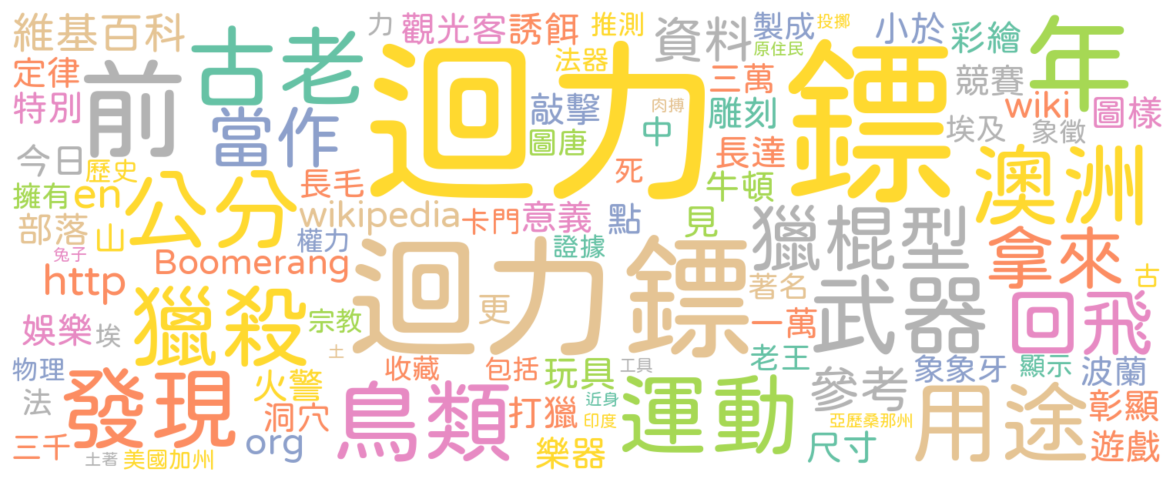 維基百科
古老
力
觀光客
誘餌
推測
資料
製成
投擲
原住民
小於
彩繪
年
定律
前
迴力鏢
法器
三萬
競賽
特別
當作
敲擊
肉搏
雕刻
wiki
圖樣
圖唐
中
埃及
象徵
今日
歷史
死
長達
澳洲
擁有
en
公分
長毛
牛頓
wikipedia
卡門
意義
點
見
獵棍型
部落
山
權力
證據
拿來
兔子
http
Boomerang
迴力鏢
更
著名
武器
古
獵殺
宗教
一萬
回飛
娛樂
埃
土
老王
物理
發現
火警
收藏
包括
玩具
工具
運動
參考
象象牙
顯示
波蘭
法
洞穴
鳥類
打獵
近身
印度
用途
彰顯
亞歷桑那州
三千
土著
美國加州
org
樂器
尺寸
遊戲